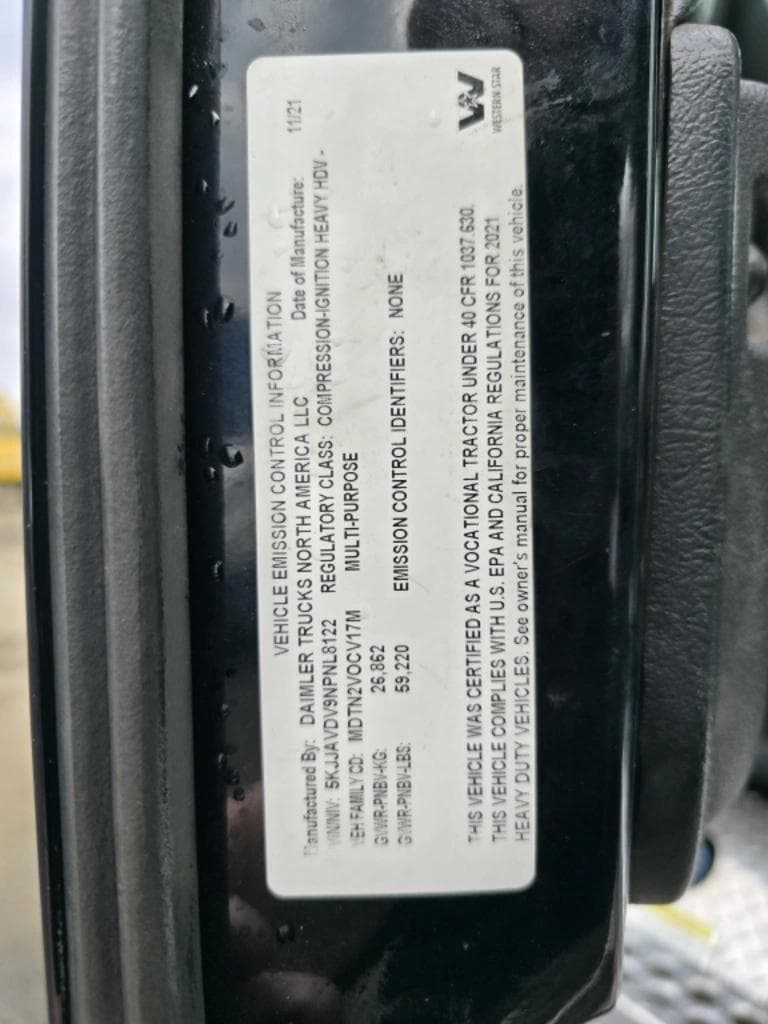 VEHICLE EMISSION CONTROL INFORMATION
Manufactured By: DAIMLER TRUCKS NORTH AMERICA LLC Date of Manufacture: 11/21
VIN/NIV: 5KJJAVDV9NPNL8122 REGULATORY CLASS: COMPRESSION-IGNITION HEAVY HDV -
VEH FAMILY CD: MDTN2VOCV17M MULTI-PURPOSE
GVWR-PNBV-KG: 26,862
GVWR-PNBV-LBS: 59,220 EMISSION CONTROL IDENTIFIERS: NONE
THIS VEHICLE WAS CERTIFIED AS A VOCATIONAL TRACTOR UNDER 40 CFR 1037.630.
THIS VEHICLE COMPLIES WITH U.S. EPA AND CALIFORNIA REGULATIONS FOR 2021
HEAVY DUTY VEHICLES. See owner's manual for proper maintenance of this vehicle.
WESTERN STAR